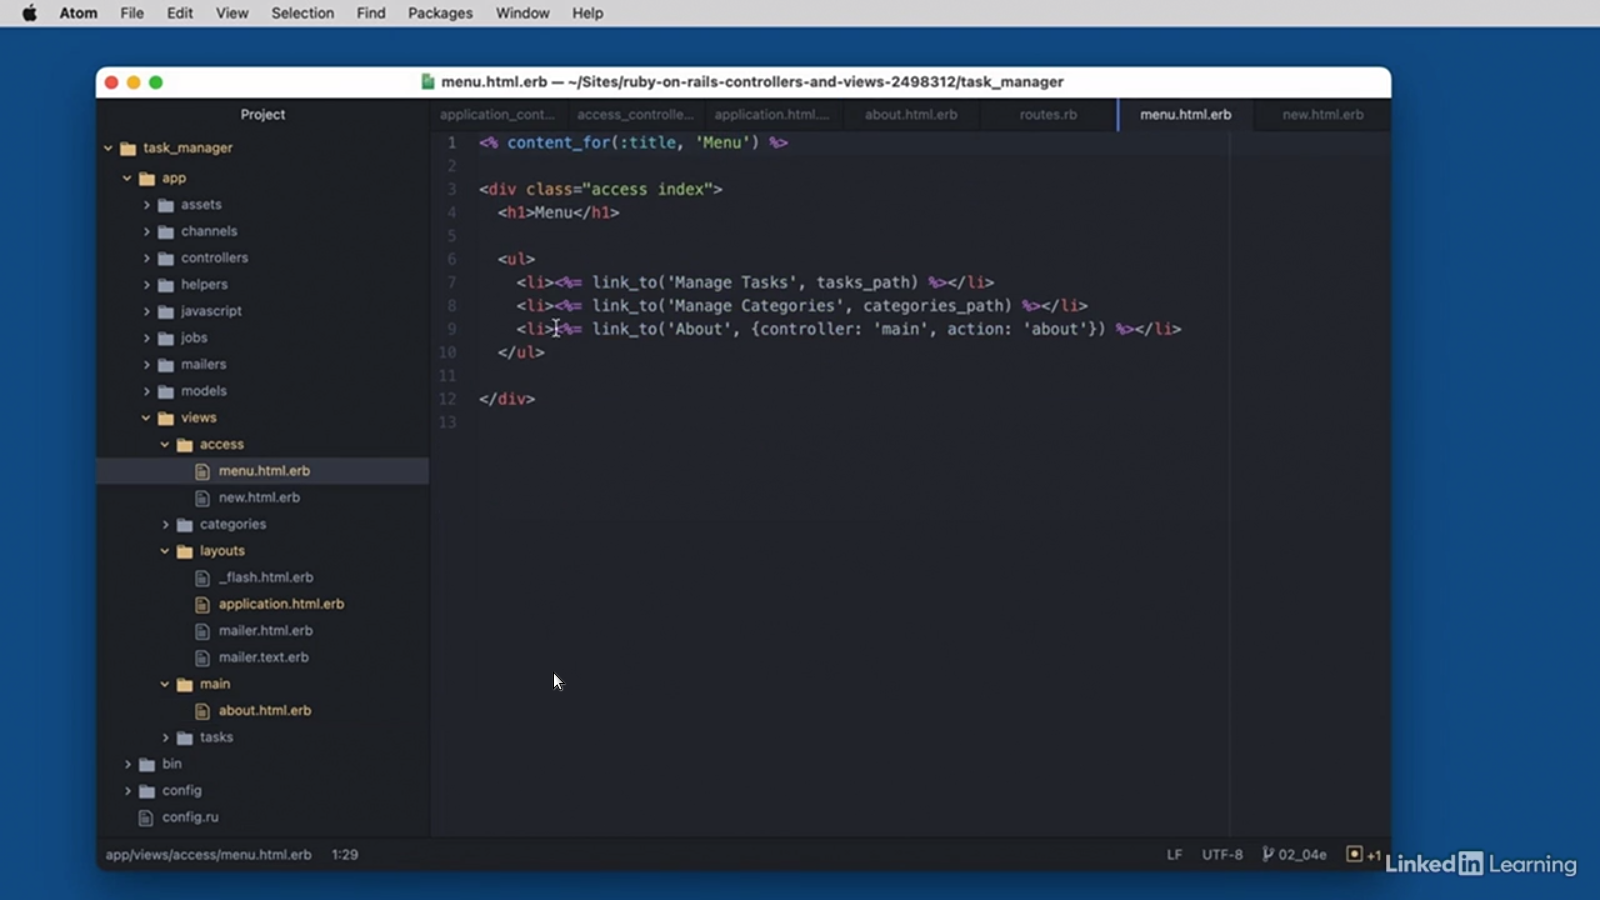 Atom File Edit View Selection Find Packages Window Help
menu.html.erb — ~/Sites/ruby-on-rails-controllers-and-views-2498312/task_manager
Project
application_cont... access_controlle... application.html.... about.html.erb routes.rb menu.html.erb new.html.erb
task_manager
app
assets
channels
controllers
helpers
javascript
jobs
mailers
models
views
access
menu.html.erb
new.html.erb
categories
layouts
_flash.html.erb
application.html.erb
mailer.html.erb
mailer.text.erb
main
about.html.erb
tasks
bin
config
config.ru
1 <% content_for(:title, 'Menu') %>
2
3 <div class="access index">
4 <h1>Menu</h1>
5
6 <ul>
7 <li><%= link_to('Manage Tasks', tasks_path) %></li>
8 <li><%= link_to('Manage Categories', categories_path) %></li>
9 <li><%= link_to('About', {controller: 'main', action: 'about'}) %></li>
10 </ul>
11
12 </div>
13
app/views/access/menu.html.erb 1:29 LF UTF-8 02_04e +1
LinkedIn Learning